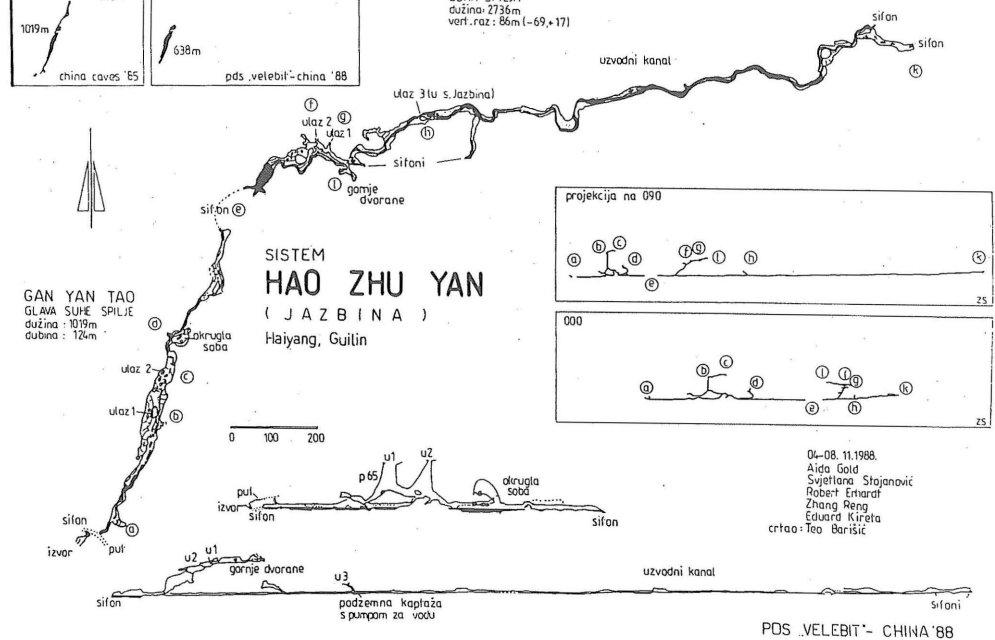 dužina: 2736m
vert. raz : 86m (-69,+17)
1019m
china caves '85
638m
pds „velebit"- china '88
sifon
sifon
k
uzvodni kanal
ulaz 3 (u s.Jazbina)
h
f
g
ulaz 2
ulaz 1
sifoni
l
gornje
dvorane
sifon e
projekcija na 090
a
b
c
d
e
f
g
l
h
k
ZS
SISTEM
HAO ZHU YAN
( JAZBINA )
Haiyang, Guilin
GAN YAN TAO
GLAVA SUHE SPILJE
dužina : 1019m
dubina : 124m
d
okrugla
soba
ulaz 2
c
ulaz 1
b
000
a
b
c
d
e
l
f
g
h
k
ZS
0 100 200
u1
u2
p65
okrugla
soba
put
izvor
sifon
sifon
04-08. 11.1988.
Aida Gold
Svjetlana Stojanović
Robert Erhardt
Zhang Reng
Eduard Kireta
crtao: Teo Barišić
a
sifon
izvor
put
u2
u1
gornje dvorane
u3
uzvodni kanal
sifon
podzemna kaptaža
s pumpom za vodu
sifoni
PDS „VELEBIT"- CHINA '88